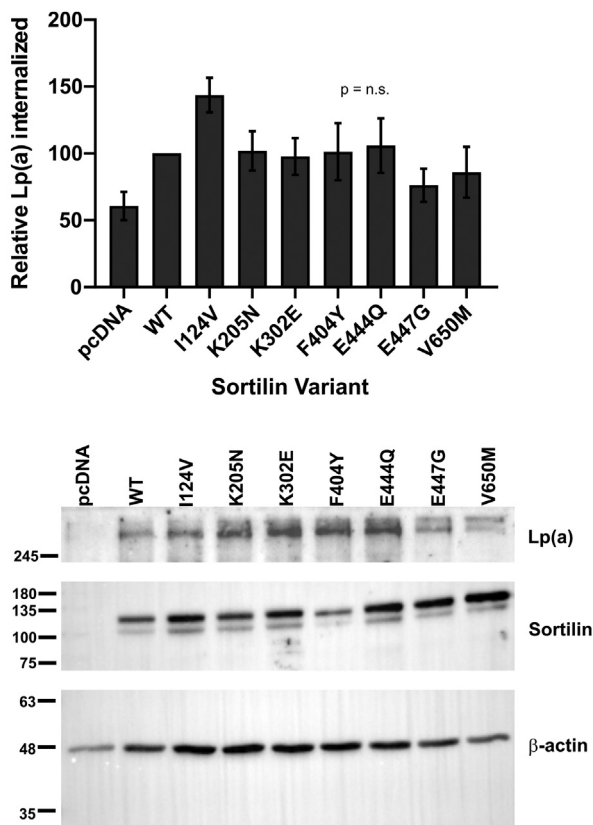 Relative Lp(a) internalized
200
150
100
50
0
p = n.s.
pcDNA
WT
I124V
K205N
K302E
F404Y
E444Q
E447G
V650M
Sortilin Variant
pcDNA
WT
I124V
K205N
K302E
F404Y
E444Q
E447G
V650M
245
Lp(a)
180
135
100
75
Sortilin
63
48
35
β-actin